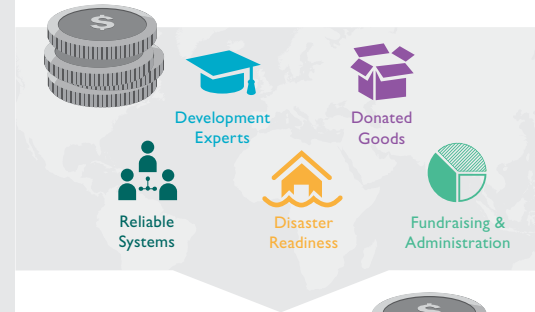 $
Development
Experts
Donated
Goods
Reliable
Systems
Disaster
Readiness
Fundraising &
Administration
$